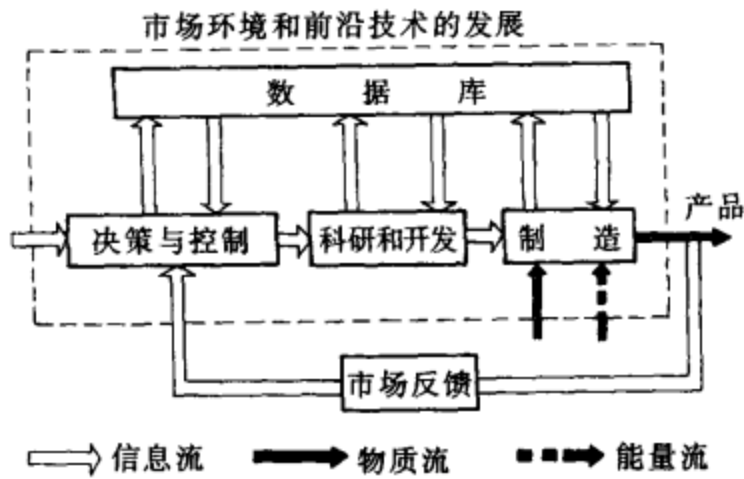 市场环境和前沿技术的发展
数据库
产品
决策与控制
科研和开发
制造
市场反馈
信息流
物质流
能量流